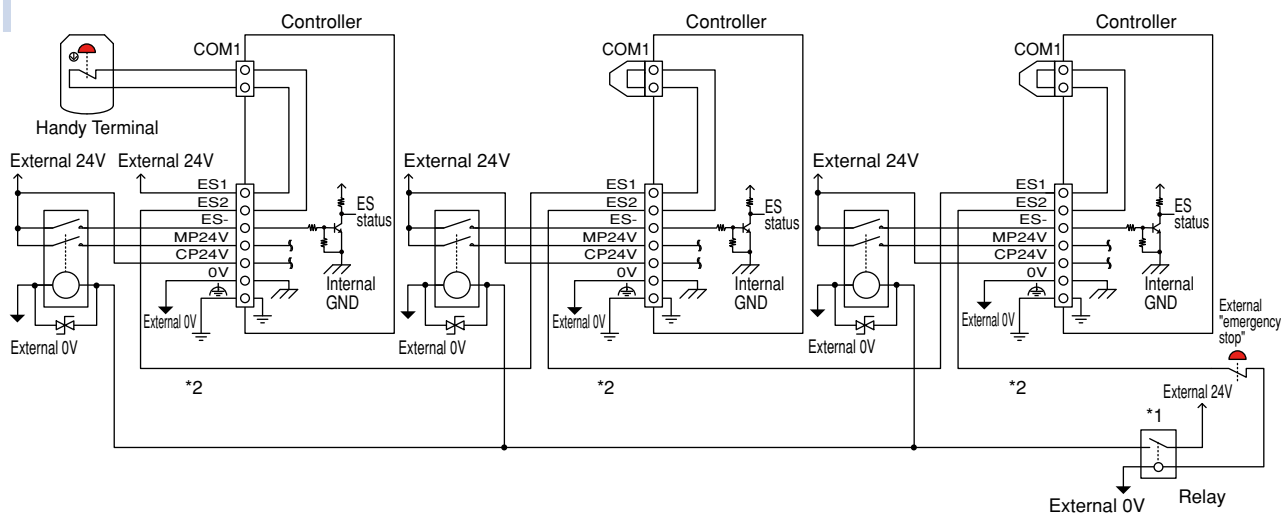 Controller
Controller
Controller
COM1
COM1
COM1
Handy Terminal
External 24V
External 24V
External 24V
External 24V
ES1
ES2
ES-
MP24V
CP24V
0V
ES
status
Internal
GND
External 0V
External 0V
ES1
ES2
ES-
MP24V
CP24V
0V
ES
status
Internal
GND
External 0V
External 0V
ES1
ES2
ES-
MP24V
CP24V
0V
ES
status
Internal
GND
External 0V
External 0V
External
"emergency
stop"
*2
*2
*2
External 24V
*1
Relay
External 0V